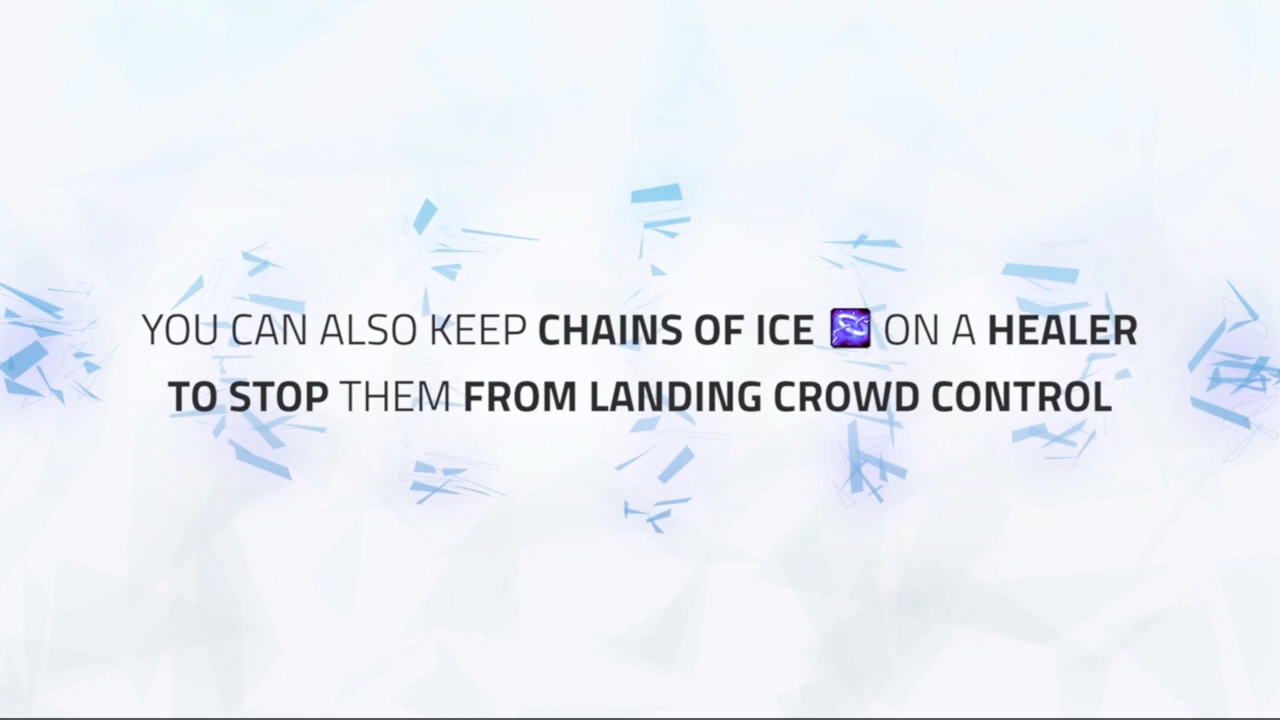 YOU CAN ALSO KEEP CHAINS OF ICE ON A HEALER
TO STOP THEM FROM LANDING CROWD CONTROL